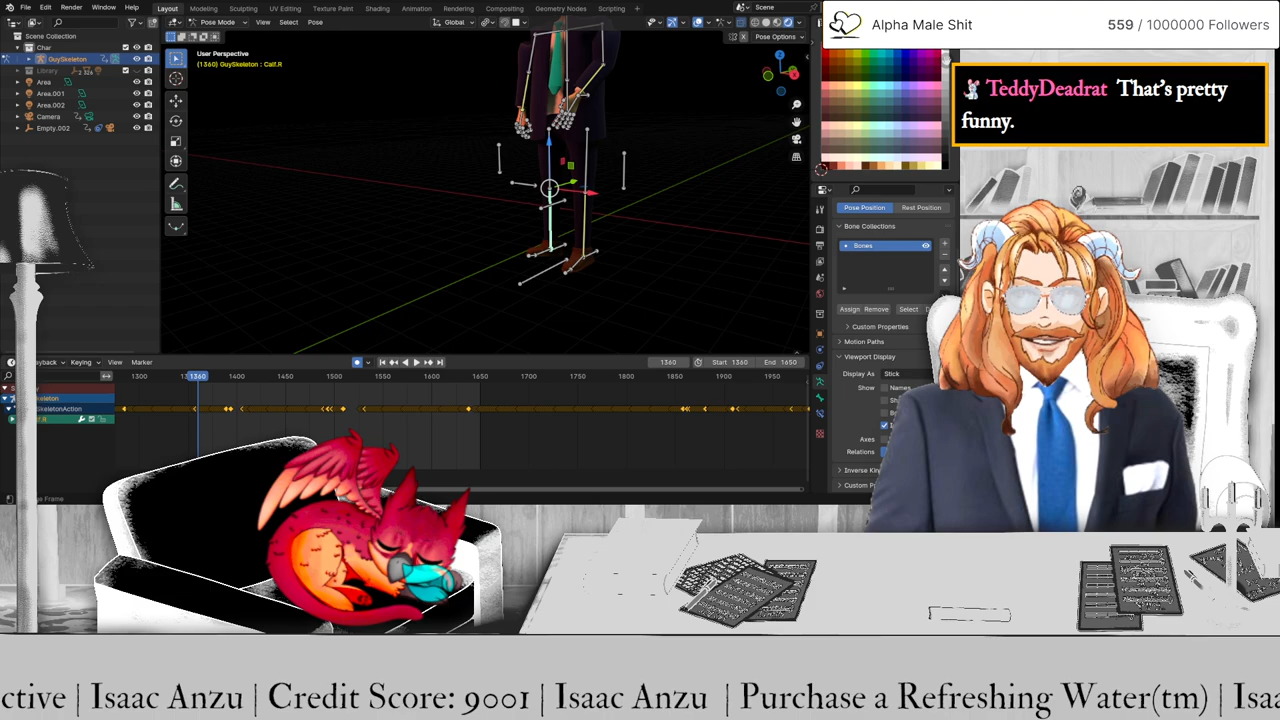 File Edit Render Window Help Layout Modeling Sculpting UV Editing Texture Paint Shading Animation Rendering Compositing Geometry Nodes Scripting Scene
Alpha Male Shit 559 / 1000000 Followers
Pose Mode View Select Pose Global
Scene Collection
Char
GuySkeleton
Library
Area
Area.001
Area.002
Camera
Empty.002
User Perspective
(1360) GuySkeleton : Calf.R
Pose Options
TeddyDeadrat That's pretty
funny.
Pose Position Rest Position
Bone Collections
Bones
Assign Remove Select
Custom Properties
Motion Paths
Viewport Display
Display As Stick
Show Names
Axes
Relations
Inverse Kin
Custom P
yback Keying View Marker 1360 Start 1360 End 1650
1300 1360 1400 1450 1500 1550 1600 1650 1700 1750 1800 1850 1900 1950
keleton
SkeletonAction
ge Frame
ctive | Isaac Anzu | Credit Score: 9001 | Isaac Anzu | Purchase a Refreshing Water(tm) | Isaa